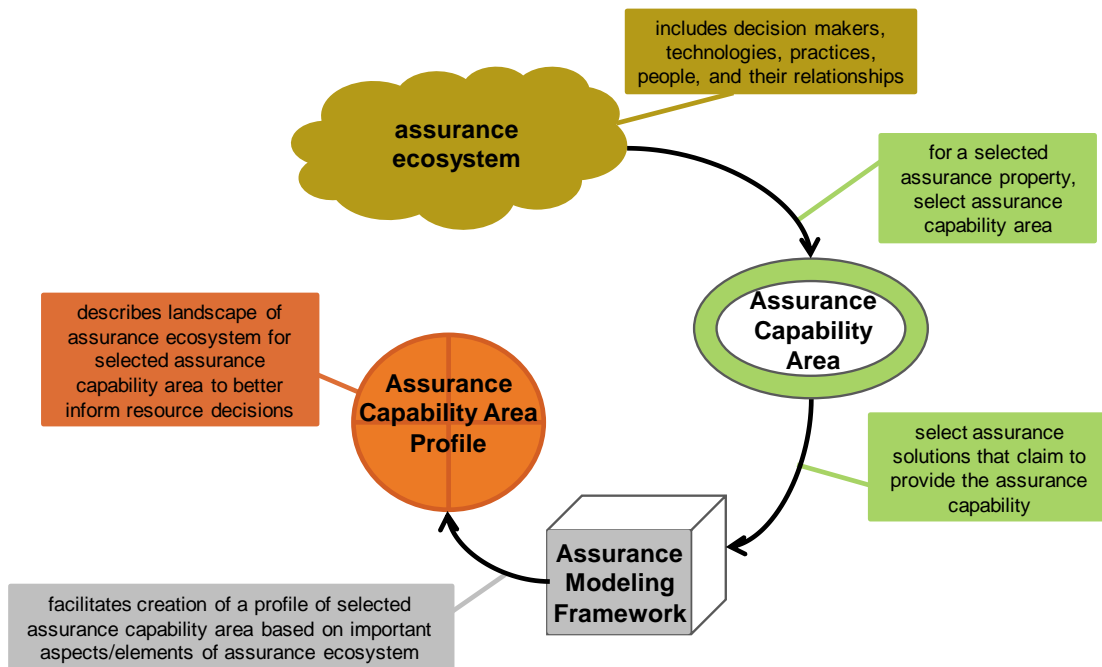 includes decision makers,
technologies, practices,
people, and their relationships
assurance
ecosystem
for a selected
assurance property,
select assurance
capability area
Assurance
Capability
Area
describes landscape of
assurance ecosystem for
selected assurance
capability area to better
inform resource decisions
Assurance
Capability Area
Profile
select assurance
solutions that claim to
provide the assurance
capability
Assurance
Modeling
Framework
facilitates creation of a profile of selected
assurance capability area based on important
aspects/elements of assurance ecosystem